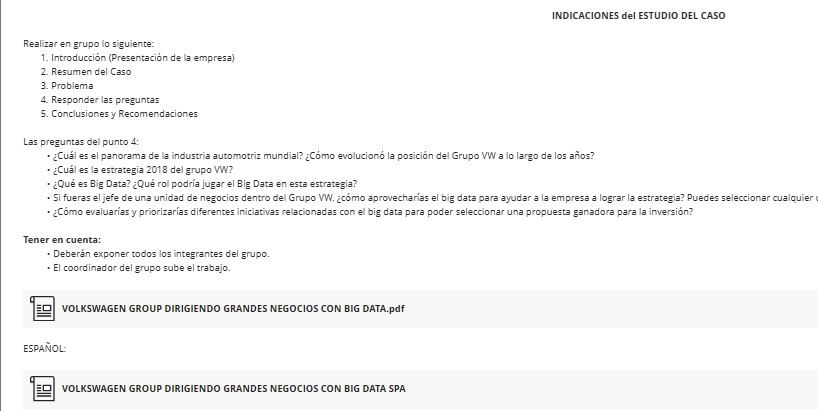 INDICACIONES del ESTUDIO DEL CASO
Realizar en grupo lo siguiente:
1. Introducción (Presentación de la empresa)
2. Resumen del Caso
3. Problema
4. Responder las preguntas
5. Conclusiones y Recomendaciones
Las preguntas del punto 4:
• ¿Cuál es el panorama de la industria automotriz mundial? ¿Cómo evolucionó la posición del Grupo VW a lo largo de los años?
• ¿Cuál es la estrategia 2018 del grupo VW?
• ¿Qué es Big Data? ¿Qué rol podría jugar el Big Data en esta estrategia?
• Si fueras el jefe de una unidad de negocios dentro del Grupo VW, ¿cómo aprovecharías el big data para ayudar a la empresa a lograr la estrategia? Puedes seleccionar cualquier
• ¿Cómo evaluarías y priorizarías diferentes iniciativas relacionadas con el big data para poder seleccionar una propuesta ganadora para la inversión?
Tener en cuenta:
• Deberán exponer todos los integrantes del grupo.
• El coordinador del grupo sube el trabajo.
VOLKSWAGEN GROUP DIRIGIENDO GRANDES NEGOCIOS CON BIG DATA.pdf
ESPAÑOL:
VOLKSWAGEN GROUP DIRIGIENDO GRANDES NEGOCIOS CON BIG DATA SPA